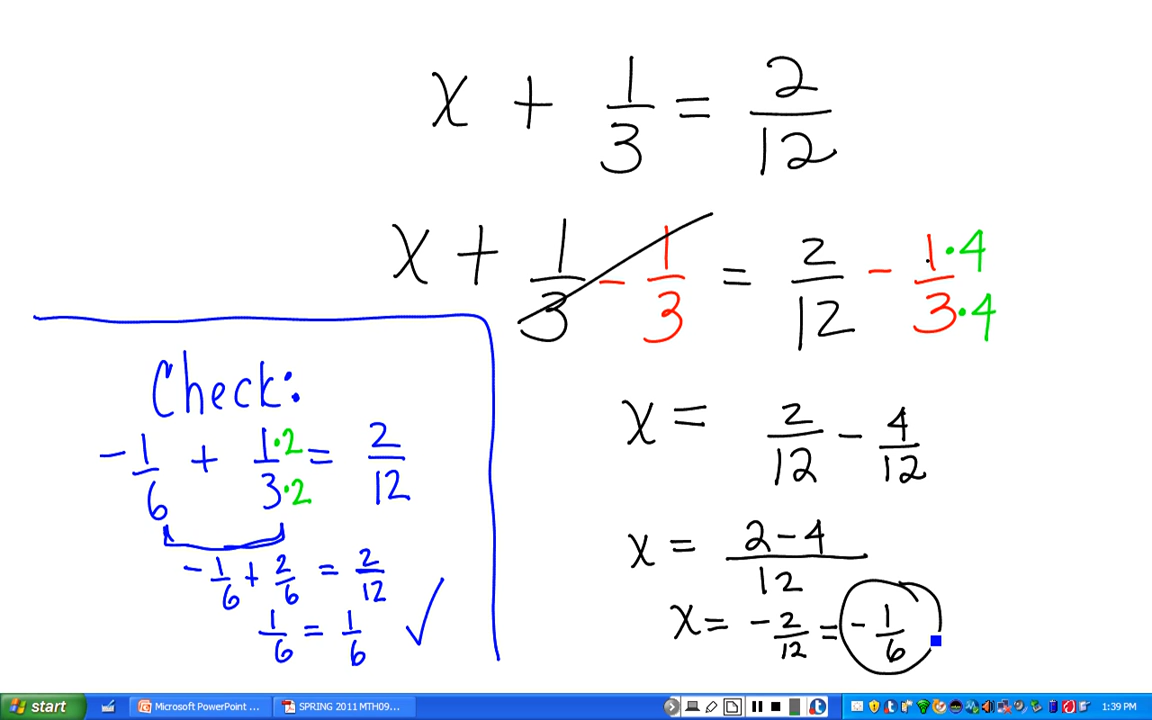 x + 1/3 = 2/12
x + 1/3 - 1/3 = 2/12 - 1·4/3·4
x = 2/12 - 4/12
x = 2-4/12
x = -2/12 = -1/6
Check:
-1/6 + 1·2/3·2 = 2/12
-1/6 + 2/6 = 2/12
1/6 = 1/6 ✓
start
Microsoft PowerPoint ...
SPRING 2011 MTH09...
1:39 PM